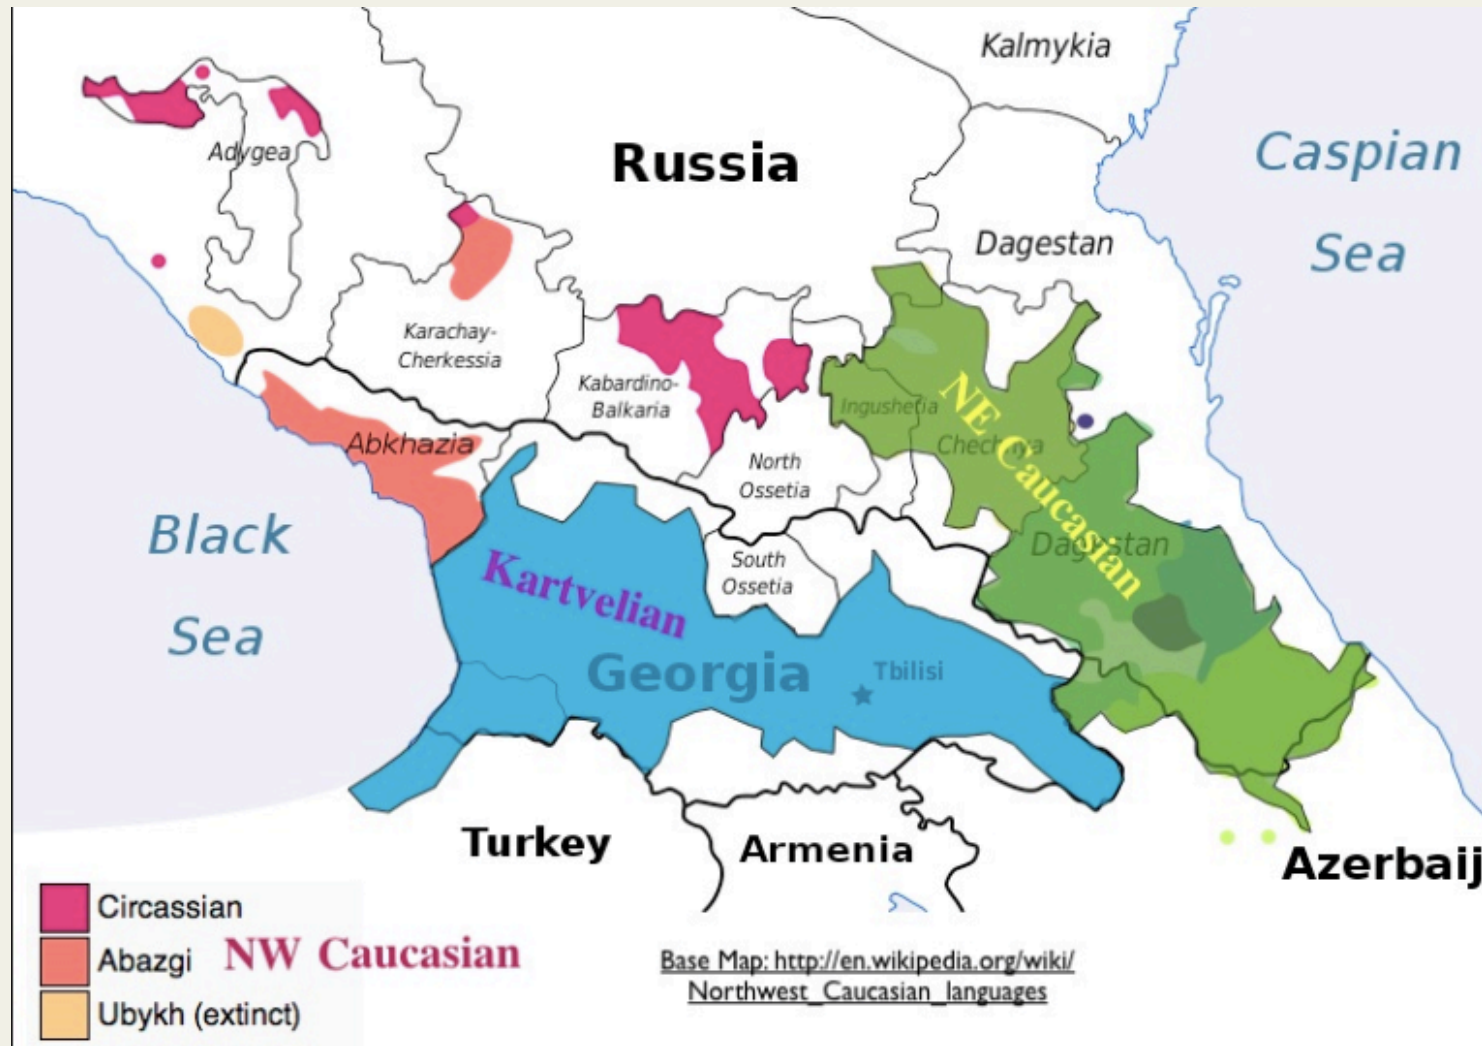 Kalmykia
Russia
Caspian
Sea
Adygea
Dagestan
Karachay-
Cherkessia
Kabardino-
Balkaria
Ingushetia
Chechnya
NE Caucasian
Abkhazia
North
Ossetia
Black
Sea
Kartvelian
South
Ossetia
Dagestan
Georgia
Tbilisi
Turkey
Armenia
Azerbaij
Circassian
Abazgi
NW Caucasian
Ubykh (extinct)
Base Map: http://en.wikipedia.org/wiki/
Northwest_Caucasian_languages